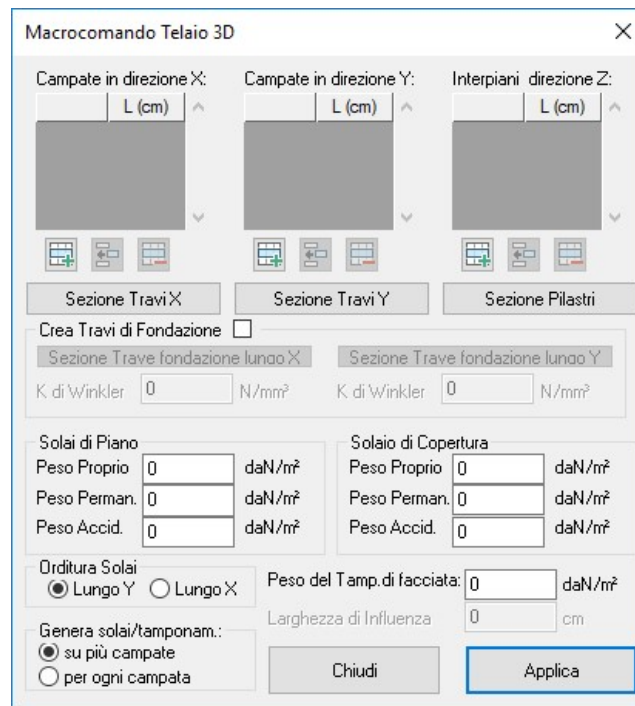 Macrocomando Telaio 3D
Campate in direzione X: Campate in direzione Y: Interpiani direzione Z:
L (cm) L (cm) L (cm)
Sezione Travi X Sezione Travi Y Sezione Pilastri
Crea Travi di Fondazione
Sezione Trave fondazione lungo X Sezione Trave fondazione lungo Y
K di Winkler 0 N/mm³ K di Winkler 0 N/mm³
Solai di Piano Solaio di Copertura
Peso Proprio 0 daN/m² Peso Proprio 0 daN/m²
Peso Perman. 0 daN/m² Peso Perman. 0 daN/m²
Peso Accid. 0 daN/m² Peso Accid. 0 daN/m²
Orditura Solai
Lungo Y Lungo X
Peso del Tamp.di facciata: 0 daN/m²
Larghezza di Influenza 0 cm
Genera solai/tamponam.:
su più campate
per ogni campata
Chiudi Applica